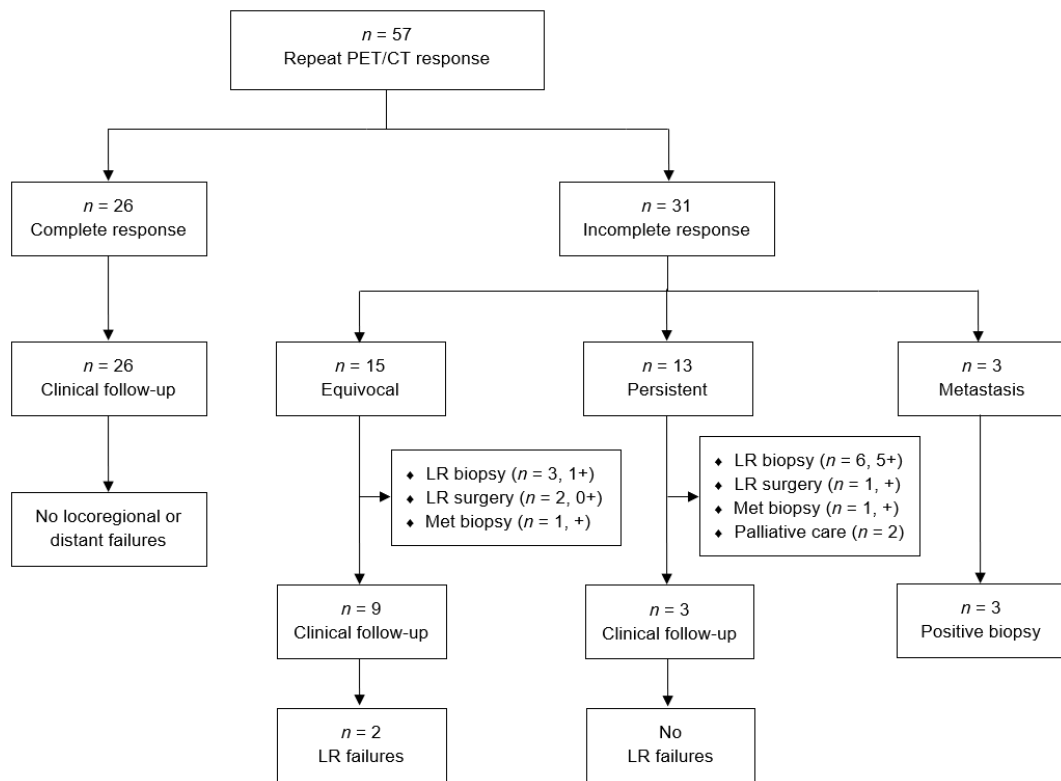 n = 57
Repeat PET/CT response
n = 26
Complete response
n = 31
Incomplete response
n = 26
Clinical follow-up
n = 15
Equivocal
n = 13
Persistent
n = 3
Metastasis
♦ LR biopsy (n = 3, 1+)
♦ LR surgery (n = 2, 0+)
♦ Met biopsy (n = 1, +)
♦ LR biopsy (n = 6, 5+)
♦ LR surgery (n = 1, +)
♦ Met biopsy (n = 1, +)
♦ Palliative care (n = 2)
No locoregional or
distant failures
n = 9
Clinical follow-up
n = 3
Clinical follow-up
n = 3
Positive biopsy
n = 2
LR failures
No
LR failures